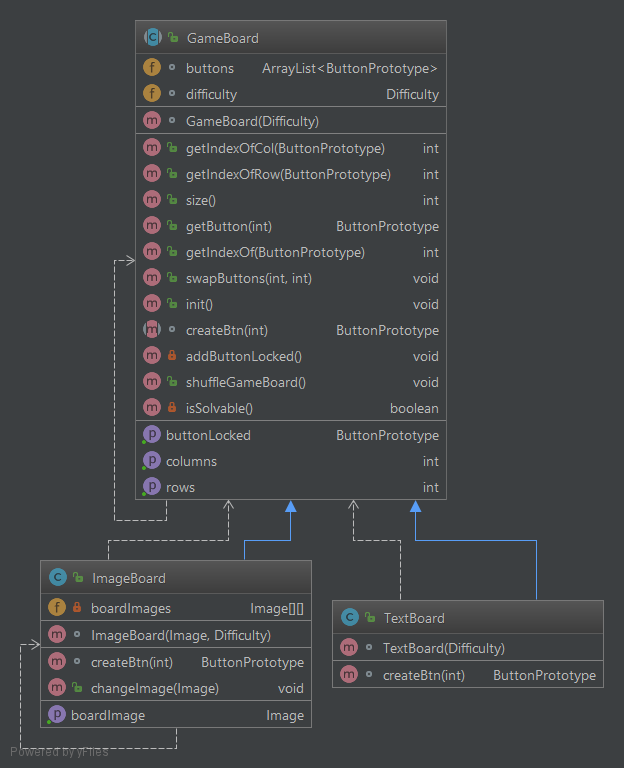 GameBoard
buttons ArrayList<ButtonPrototype>
difficulty Difficulty
GameBoard(Difficulty)
getIndexOfCol(ButtonPrototype) int
getIndexOfRow(ButtonPrototype) int
size() int
getButton(int) ButtonPrototype
getIndexOf(ButtonPrototype) int
swapButtons(int, int) void
init() void
createBtn(int) ButtonPrototype
addButtonLocked() void
shuffleGameBoard() void
isSolvable() boolean
buttonLocked ButtonPrototype
columns int
rows int
ImageBoard
boardImages Image[][]
ImageBoard(Image, Difficulty)
createBtn(int) ButtonPrototype
changeImage(Image) void
boardImage Image
TextBoard
TextBoard(Difficulty)
createBtn(int) ButtonPrototype
Powered by yFiles